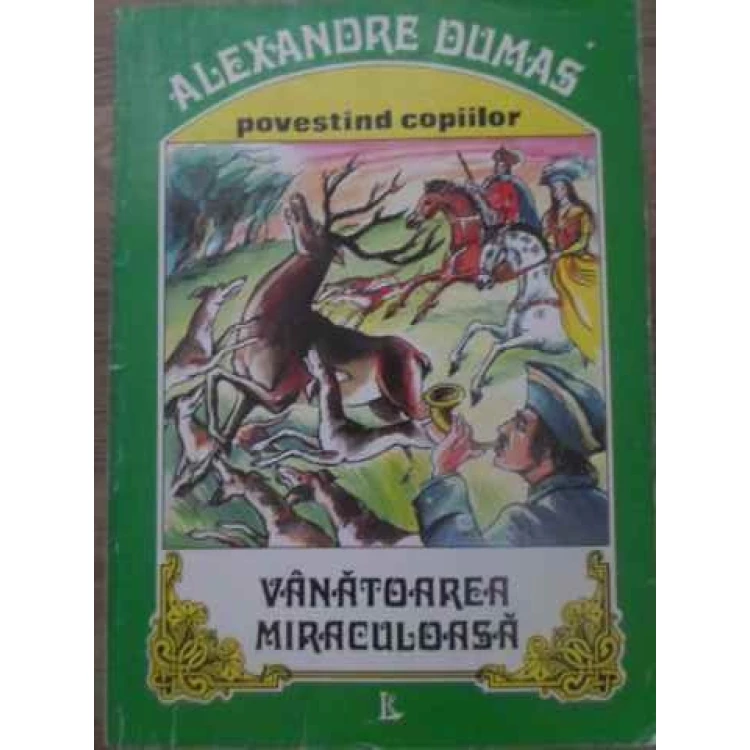 ALEXANDRE DUMAS
povestind copiilor
VÂNĂTOAREA
MIRACULOASĂ